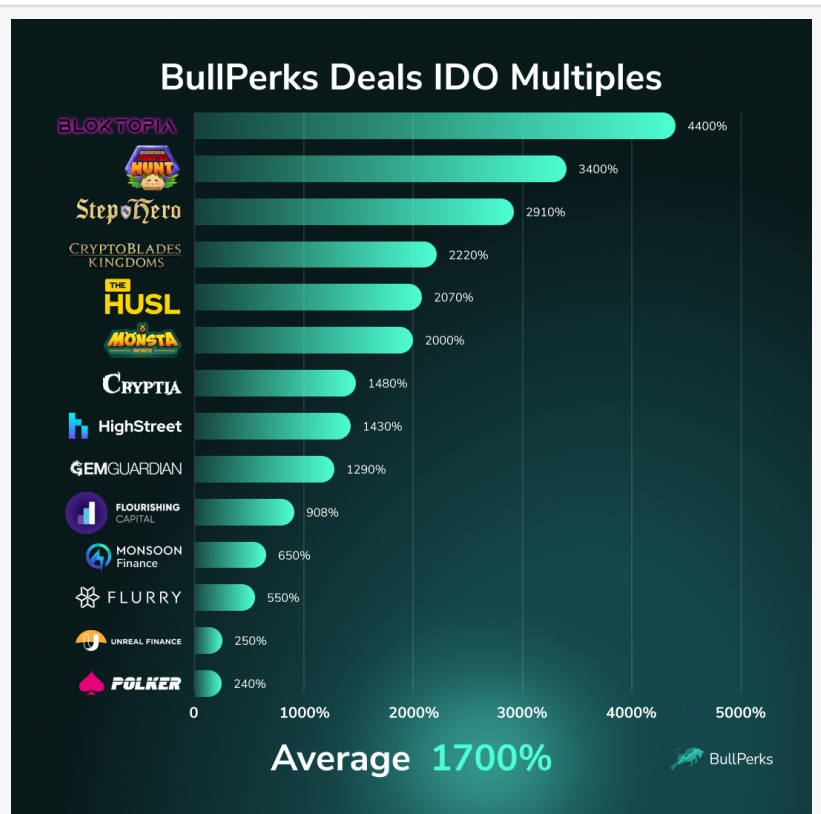 BullPerks Deals IDO Multiples
BLOKTOPIA
4400%
MONSTER
HUNT
3400%
StepHero
2910%
CRYPTOBLADES
KINGDOMS
2220%
THE
HUSL
2070%
MONSTA
INFINITE
2000%
CRYPTIA
1480%
HighStreet
1430%
GEMGUARDIAN
1290%
FLOURISHING
CAPITAL
908%
MONSOON
Finance
650%
FLURRY
550%
UNREAL FINANCE
250%
POLKER
240%
0
1000%
2000%
3000%
4000%
5000%
Average 1700%
BullPerks